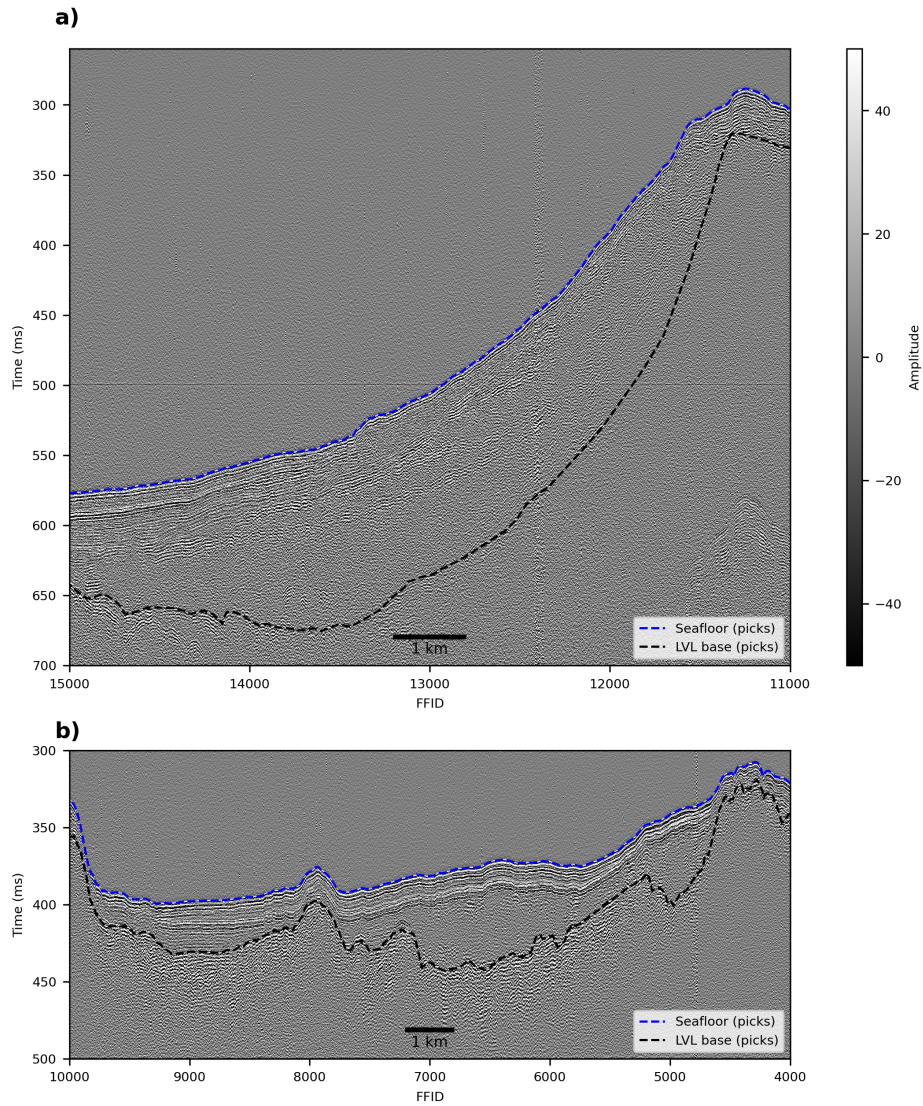 a)
300
350
400
450
500
550
600
650
700
Time (ms)
15000 14000 13000 12000 11000
FFID
1 km
Seafloor (picks)
LVL base (picks)
40
20
0
−20
−40
Amplitude
b)
300
350
400
450
500
Time (ms)
10000 9000 8000 7000 6000 5000 4000
FFID
1 km
Seafloor (picks)
LVL base (picks)